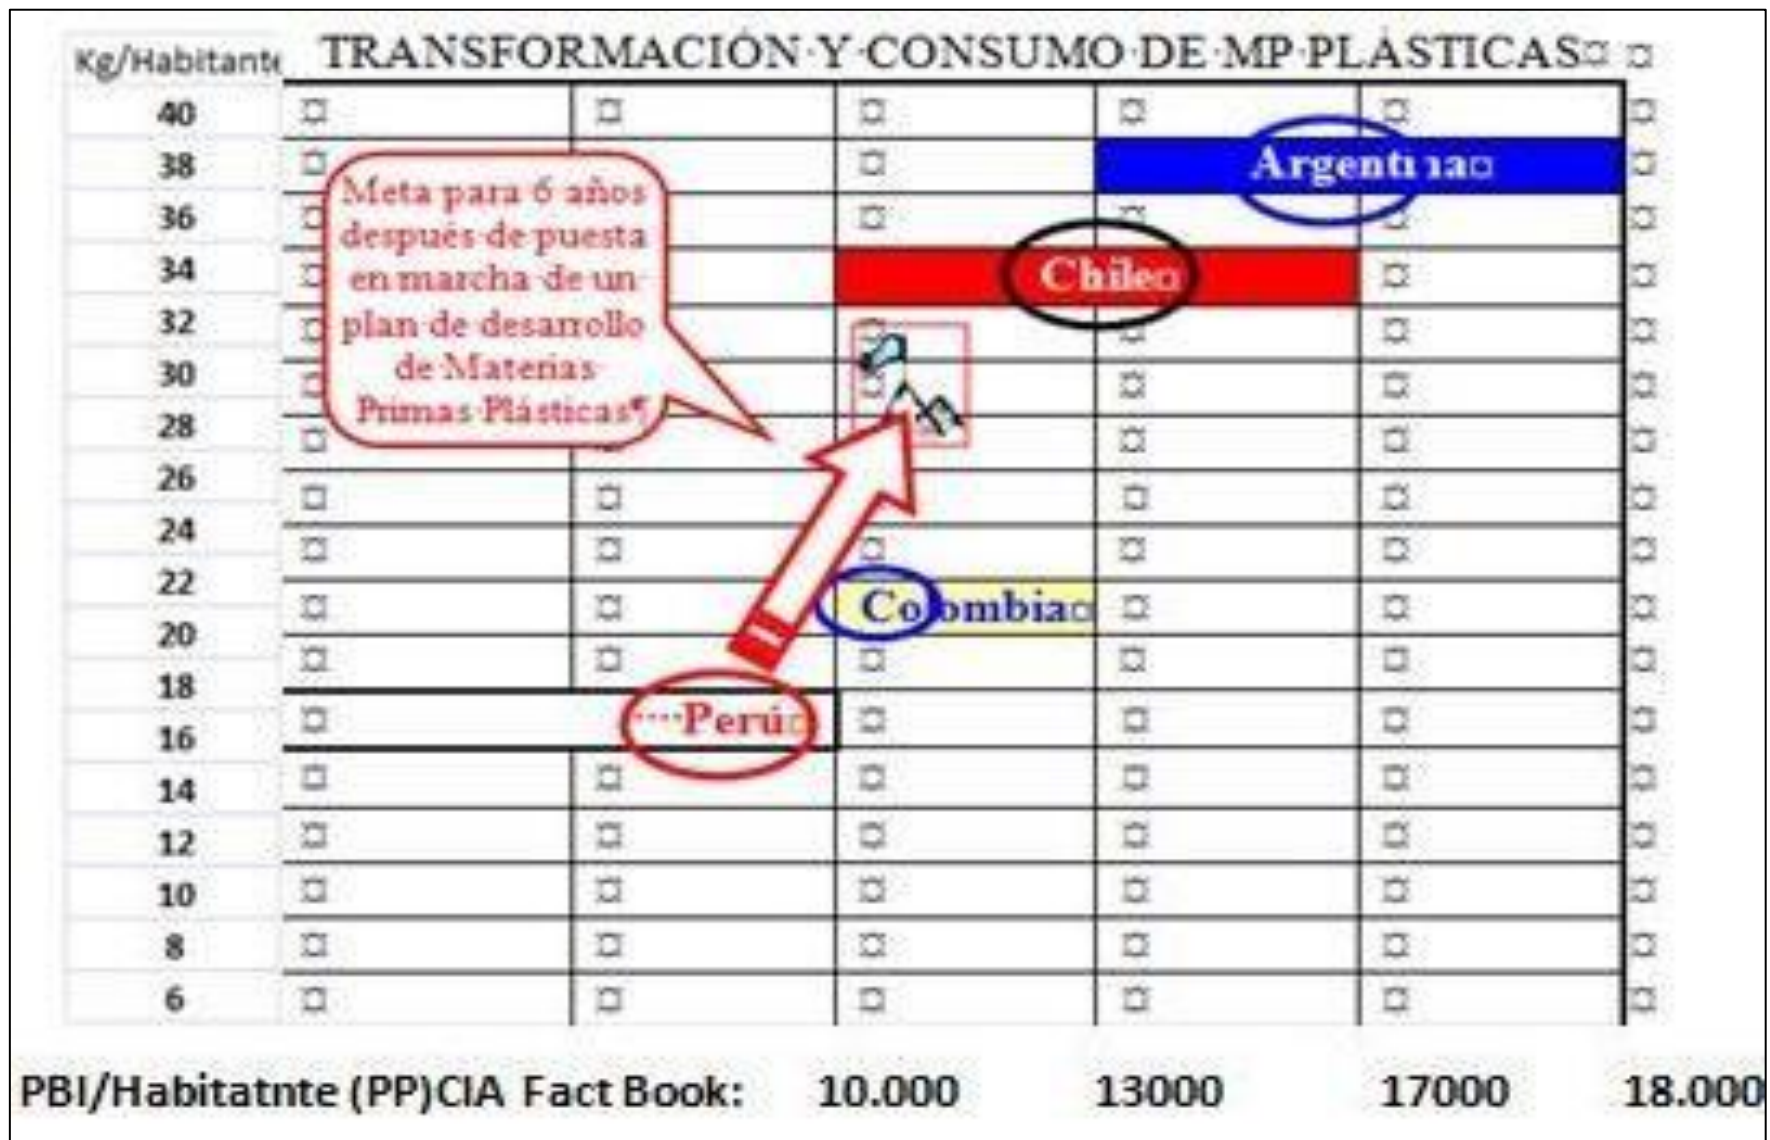 Kg/Habitante
TRANSFORMACIÓN·Y·CONSUMO·DE·MP·PLÁSTICAS¤ ¤
40 ¤ ¤ ¤ ¤ ¤ ¤
38 ¤ ¤ Argentina¤ ¤
36 ¤ ¤ ¤ ¤ ¤
34 ¤ Chile¤ ¤ ¤
32 ¤ ¤ ¤ ¤ ¤
30 ¤ ¤ ¤ ¤ ¤
28 ¤ ¤ ¤ ¤
Meta para 6 años
después·de·puesta
en·marcha·de·un·
plan·de·desarrollo
de·Materias·
Primas·Plásticas¶
26 ¤ ¤ ¤ ¤ ¤
24 ¤ ¤ ¤ ¤ ¤ ¤
22 ¤ ¤ Colombia¤ ¤ ¤ ¤
20 ¤ ¤ ¤ ¤ ¤ ¤
18
16 ¤ ····Perú¤ ¤ ¤ ¤ ¤
14 ¤ ¤ ¤ ¤ ¤ ¤
12 ¤ ¤ ¤ ¤ ¤ ¤
10 ¤ ¤ ¤ ¤ ¤ ¤
8 ¤ ¤ ¤ ¤ ¤ ¤
6 ¤ ¤ ¤ ¤ ¤ ¤
PBI/Habitatnte (PP)CIA Fact Book: 10.000 13000 17000 18.000